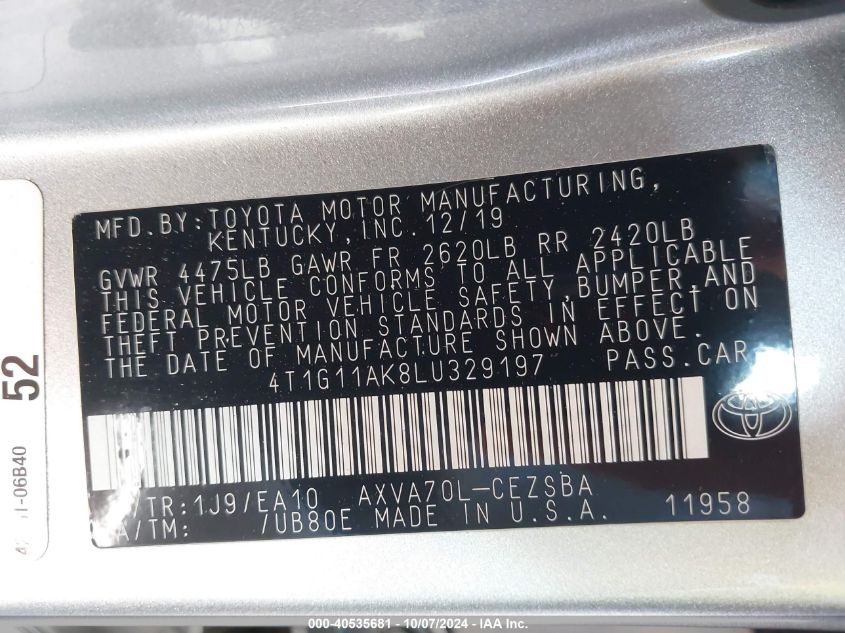 MFD.BY:TOYOTA MOTOR MANUFACTURING,
KENTUCKY,INC.12/19
GVWR 4475LB GAWR FR 2620LB RR 2420LB
THIS VEHICLE CONFORMS TO ALL APPLICABLE
FEDERAL MOTOR VEHICLE SAFETY,BUMPER,AND
THEFT PREVENTION STANDARDS IN EFFECT ON
THE DATE OF MANUFACTURE SHOWN ABOVE.
4T1G11AK8LU329197 PASS.CAR
/TR:1J9/EA10 AXVA70L-CEZSBA
A/TM: /UB80E MADE IN U.S.A. 11958
52
I-06B40
000-40535681 - 10/07/2024 - IAA Inc.